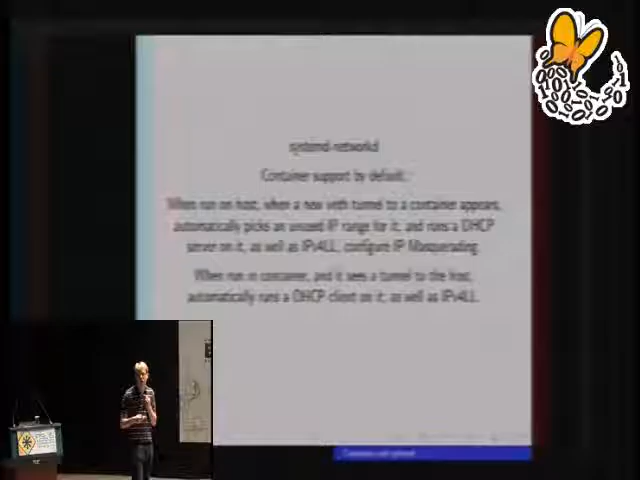 systemd-networkd
Container support by default:
When run on host, when a new veth tunnel to a container appears,
automatically picks an unused IP range for it, and runs a DHCP
server on it, as well as IPv4LL, configure IP Masquerading.
When run in container, and it sees a tunnel to the host,
automatically runs a DHCP client on it, as well as IPv4LL.